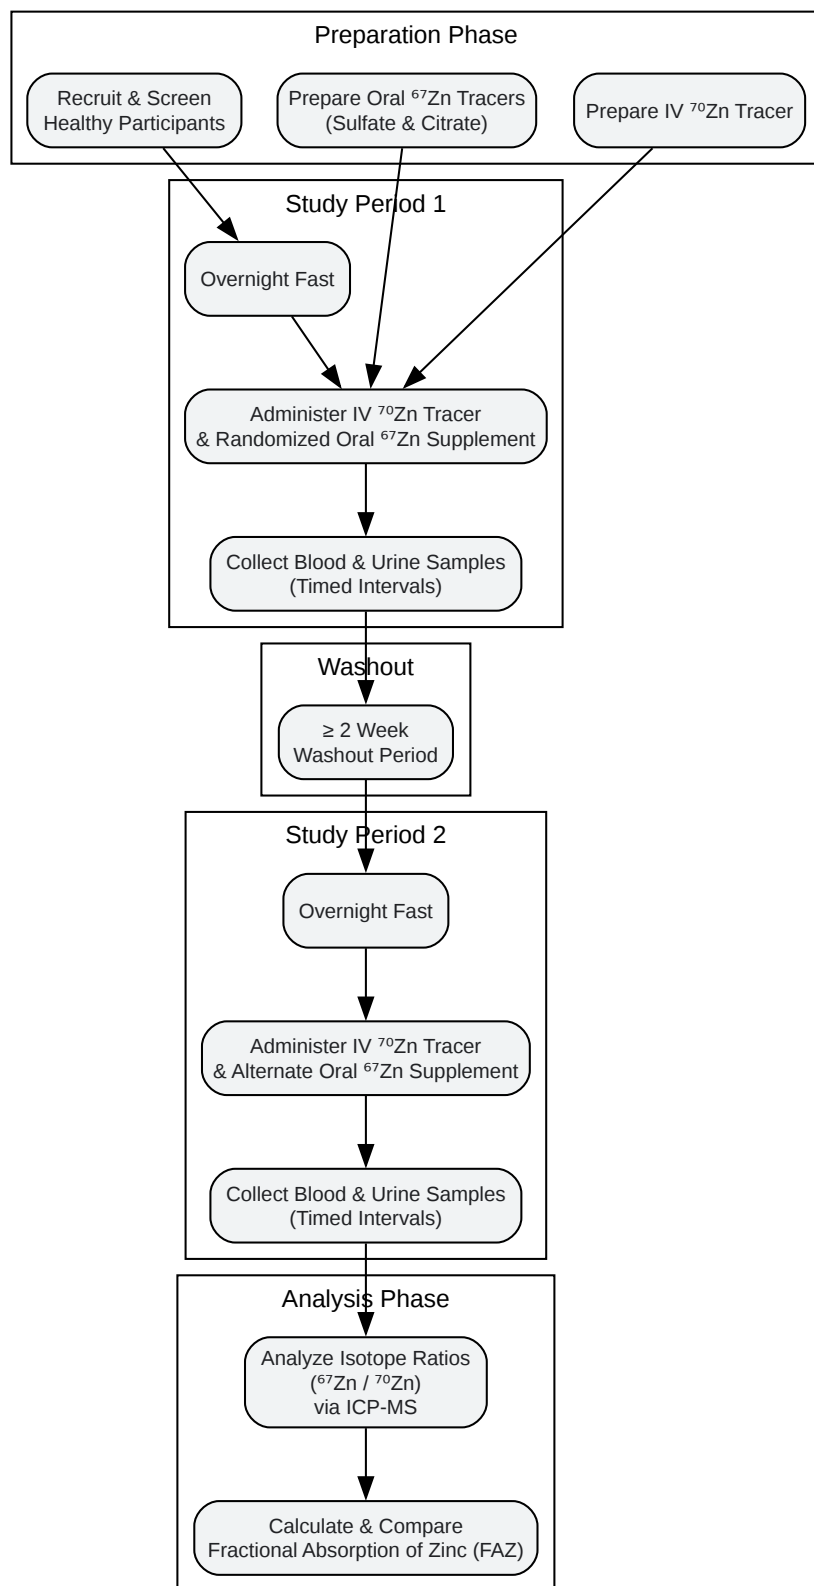 Preparation Phase
Recruit & Screen
Healthy Participants
Prepare Oral ⁶⁷Zn Tracers
(Sulfate & Citrate)
Prepare IV ⁷⁰Zn Tracer
Study Period 1
Overnight Fast
Administer IV ⁷⁰Zn Tracer
& Randomized Oral ⁶⁷Zn Supplement
Collect Blood & Urine Samples
(Timed Intervals)
Washout
≥ 2 Week
Washout Period
Study Period 2
Overnight Fast
Administer IV ⁷⁰Zn Tracer
& Alternate Oral ⁶⁷Zn Supplement
Collect Blood & Urine Samples
(Timed Intervals)
Analysis Phase
Analyze Isotope Ratios
(⁶⁷Zn / ⁷⁰Zn)
via ICP-MS
Calculate & Compare
Fractional Absorption of Zinc (FAZ)